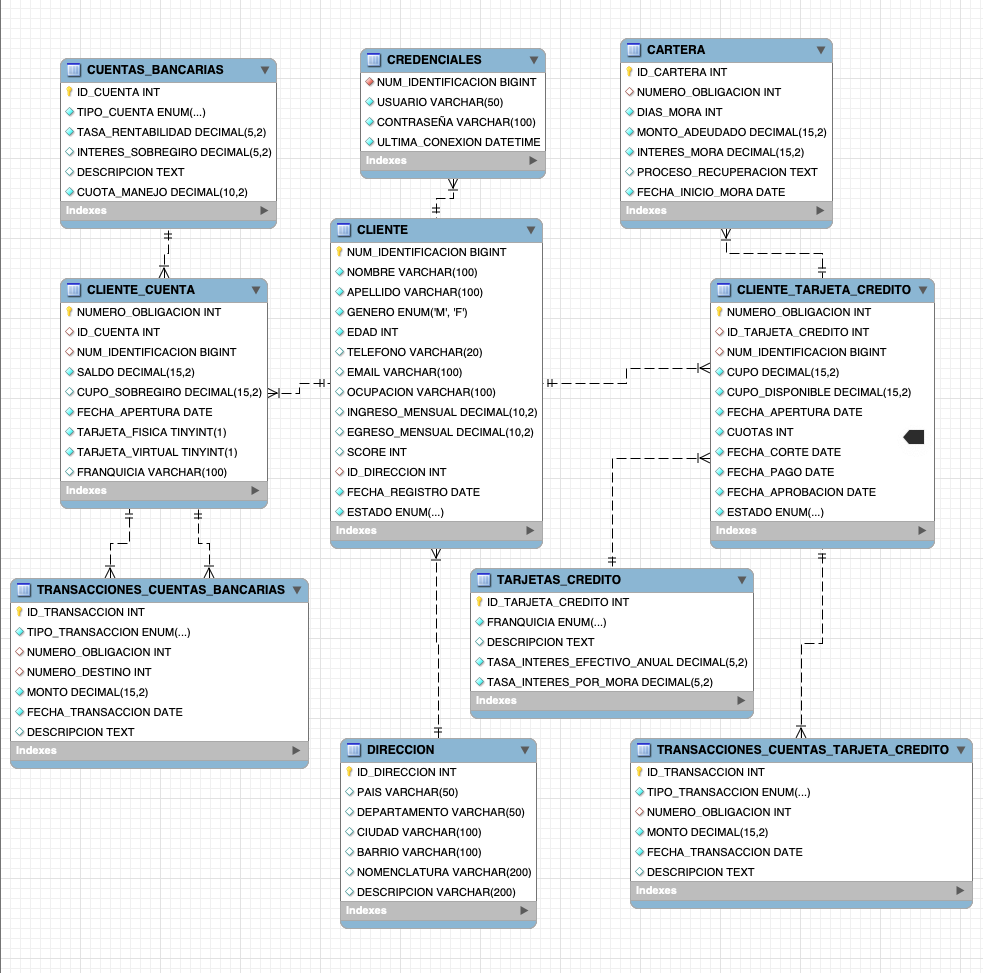 CUENTAS_BANCARIAS
ID_CUENTA INT
TIPO_CUENTA ENUM(...)
TASA_RENTABILIDAD DECIMAL(5,2)
INTERES_SOBREGIRO DECIMAL(5,2)
DESCRIPCION TEXT
CUOTA_MANEJO DECIMAL(10,2)
Indexes
CREDENCIALES
NUM_IDENTIFICACION BIGINT
USUARIO VARCHAR(50)
CONTRASEÑA VARCHAR(100)
ULTIMA_CONEXION DATETIME
Indexes
CARTERA
ID_CARTERA INT
NUMERO_OBLIGACION INT
DIAS_MORA INT
MONTO_ADEUDADO DECIMAL(15,2)
INTERES_MORA DECIMAL(15,2)
PROCESO_RECUPERACION TEXT
FECHA_INICIO_MORA DATE
Indexes
CLIENTE_CUENTA
NUMERO_OBLIGACION INT
ID_CUENTA INT
NUM_IDENTIFICACION BIGINT
SALDO DECIMAL(15,2)
CUPO_SOBREGIRO DECIMAL(15,2)
FECHA_APERTURA DATE
TARJETA_FISICA TINYINT(1)
TARJETA_VIRTUAL TINYINT(1)
FRANQUICIA VARCHAR(100)
Indexes
CLIENTE
NUM_IDENTIFICACION BIGINT
NOMBRE VARCHAR(100)
APELLIDO VARCHAR(100)
GENERO ENUM('M', 'F')
EDAD INT
TELEFONO VARCHAR(20)
EMAIL VARCHAR(100)
OCUPACION VARCHAR(100)
INGRESO_MENSUAL DECIMAL(10,2)
EGRESO_MENSUAL DECIMAL(10,2)
SCORE INT
ID_DIRECCION INT
FECHA_REGISTRO DATE
ESTADO ENUM(...)
Indexes
CLIENTE_TARJETA_CREDITO
NUMERO_OBLIGACION INT
ID_TARJETA_CREDITO INT
NUM_IDENTIFICACION BIGINT
CUPO DECIMAL(15,2)
CUPO_DISPONIBLE DECIMAL(15,2)
FECHA_APERTURA DATE
CUOTAS INT
FECHA_CORTE DATE
FECHA_PAGO DATE
FECHA_APROBACION DATE
ESTADO ENUM(...)
Indexes
TRANSACCIONES_CUENTAS_BANCARIAS
ID_TRANSACCION INT
TIPO_TRANSACCION ENUM(...)
NUMERO_OBLIGACION INT
NUMERO_DESTINO INT
MONTO DECIMAL(15,2)
FECHA_TRANSACCION DATE
DESCRIPCION TEXT
Indexes
TARJETAS_CREDITO
ID_TARJETA_CREDITO INT
FRANQUICIA ENUM(...)
DESCRIPCION TEXT
TASA_INTERES_EFECTIVO_ANUAL DECIMAL(5,2)
TASA_INTERES_POR_MORA DECIMAL(5,2)
Indexes
DIRECCION
ID_DIRECCION INT
PAIS VARCHAR(50)
DEPARTAMENTO VARCHAR(50)
CIUDAD VARCHAR(100)
BARRIO VARCHAR(100)
NOMENCLATURA VARCHAR(200)
DESCRIPCION VARCHAR(200)
Indexes
TRANSACCIONES_CUENTAS_TARJETA_CREDITO
ID_TRANSACCION INT
TIPO_TRANSACCION ENUM(...)
NUMERO_OBLIGACION INT
MONTO DECIMAL(15,2)
FECHA_TRANSACCION DATE
DESCRIPCION TEXT
Indexes